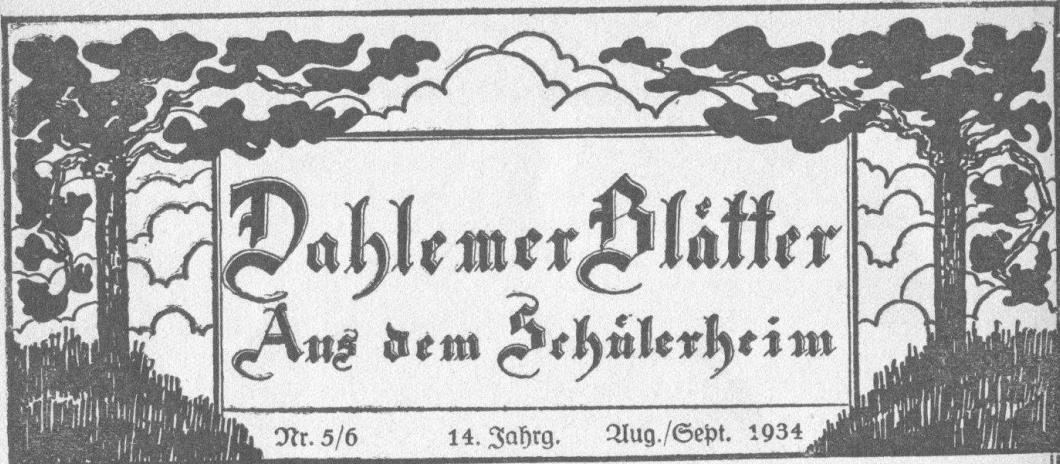 Dahlemer Blätter
Aus dem Schülerheim
Nr. 5/6 14. Jahrg. Aug./Sept. 1934